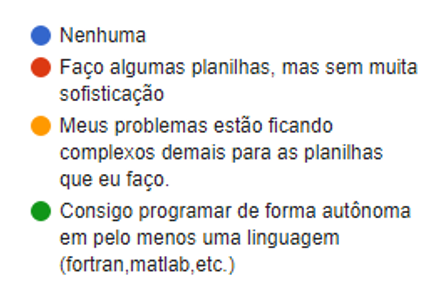 Nenhuma
Faço algumas planilhas, mas sem muita
sofisticação
Meus problemas estão ficando
complexos demais para as planilhas
que eu faço.
Consigo programar de forma autônoma
em pelo menos uma linguagem
(fortran,matlab,etc.)